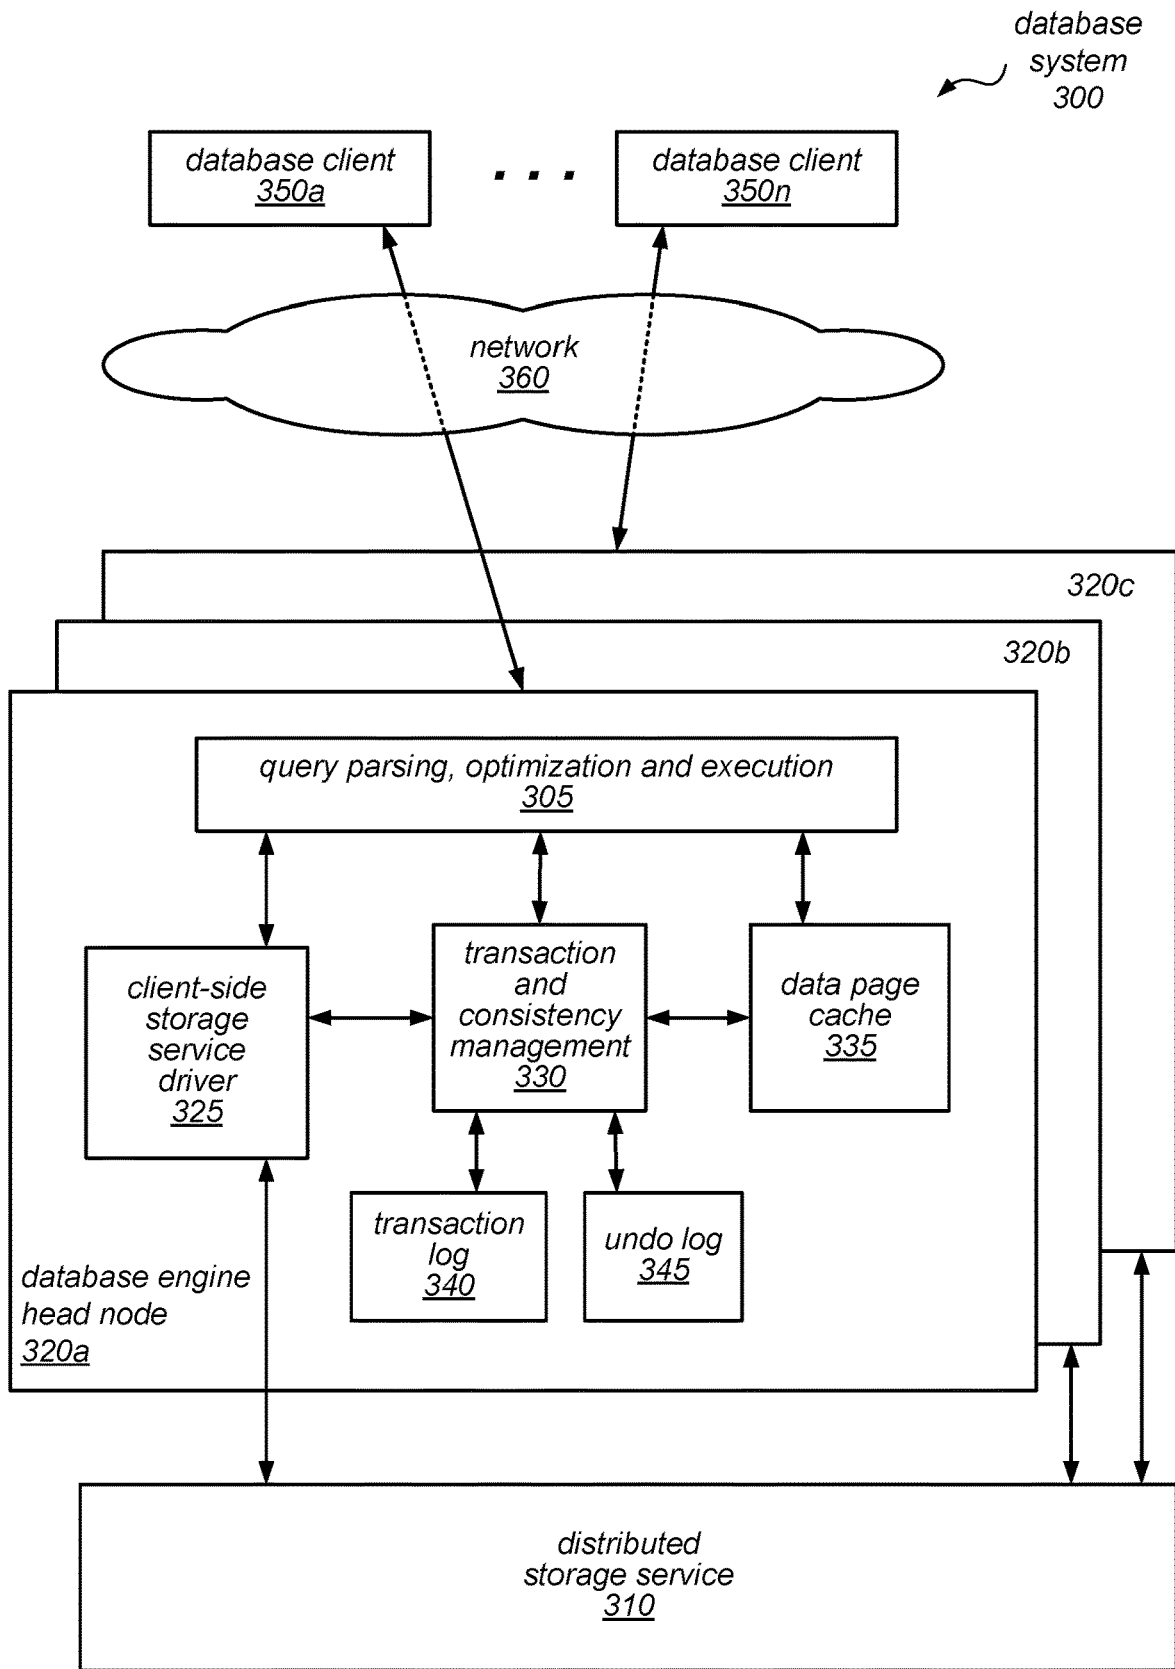 database
system
300
database client
350a
. . .
database client
350n
network
360
320c
320b
query parsing, optimization and execution
305
client-side
storage
service
driver
325
transaction
and
consistency
management
330
data page
cache
335
transaction
log
340
undo log
345
database engine
head node
320a
distributed
storage service
310